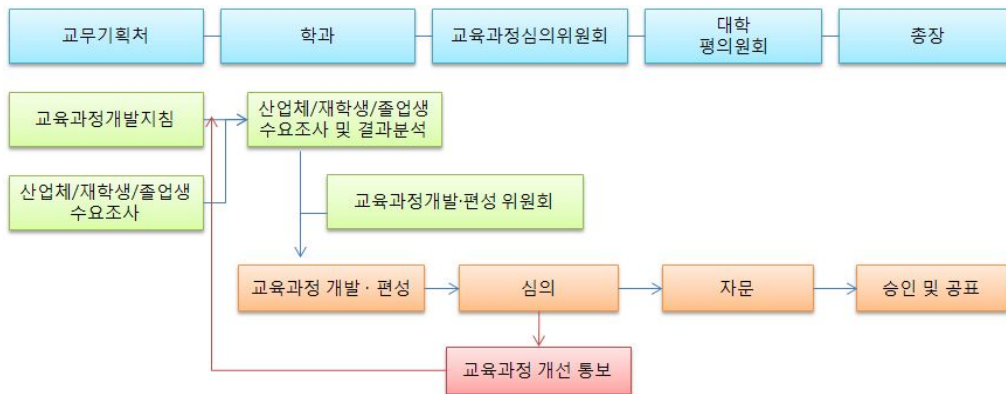 교무기획처
학과
교육과정심의위원회
대학
평의원회
총장
교육과정개발지침
산업체/재학생/졸업생
수요조사 및 결과분석
산업체/재학생/졸업생
수요조사
교육과정개발·편성 위원회
교육과정 개발 · 편성
심의
자문
승인 및 공표
교육과정 개선 통보